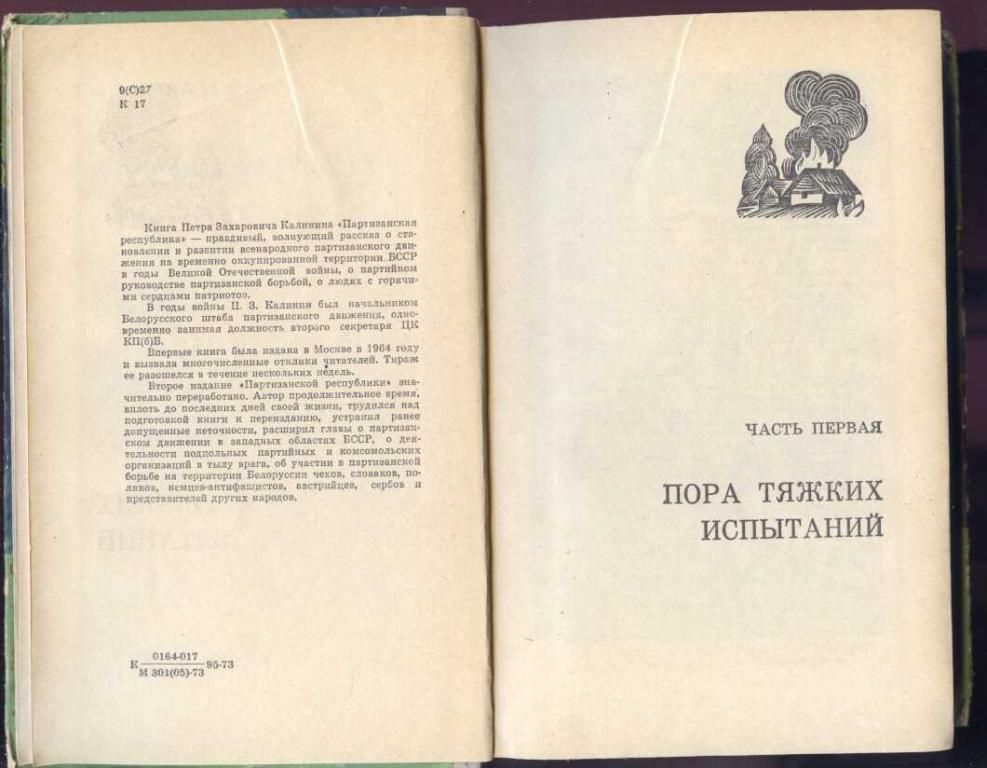 9(С)27
К 17
Книга Петра Захаровича Калинина «Партизанская
республика» — правдивый, волнующий рассказ о ста-
новлении и развитии всенародного партизанского дви-
жения на временно оккупированной территории БССР
в годы Великой Отечественной войны, о партийном
руководстве партизанской борьбой, о людях с горячи-
ми сердцами патриотов.
В годы войны П. З. Калинин был начальником
Белорусского штаба партизанского движения, одно-
временно занимая должность второго секретаря ЦК
КП(б)Б.
Впервые книга была издана в Москве в 1964 году
и вызвала многочисленные отклики читателей. Тираж
ее разошелся в течение нескольких недель.
Второе издание «Партизанской республики» зна-
чительно переработано. Автор продолжительное время,
вплоть до последних дней своей жизни, трудился над
подготовкой книги к переизданию, устранил ранее
допущенные неточности, расширил главы о партизан-
ском движении в западных областях БССР, о дея-
тельности подпольных партийных и комсомольских
организаций в тылу врага, об участии в партизанской
борьбе на территории Белоруссии чехов, словаков, по-
ляков, немцев-антифашистов, австрийцев, сербов и
представителей других народов.
0164-017
К 95-73
М 301(05)-73
ЧАСТЬ ПЕРВАЯ
ПОРА ТЯЖКИХ
ИСПЫТАНИЙ